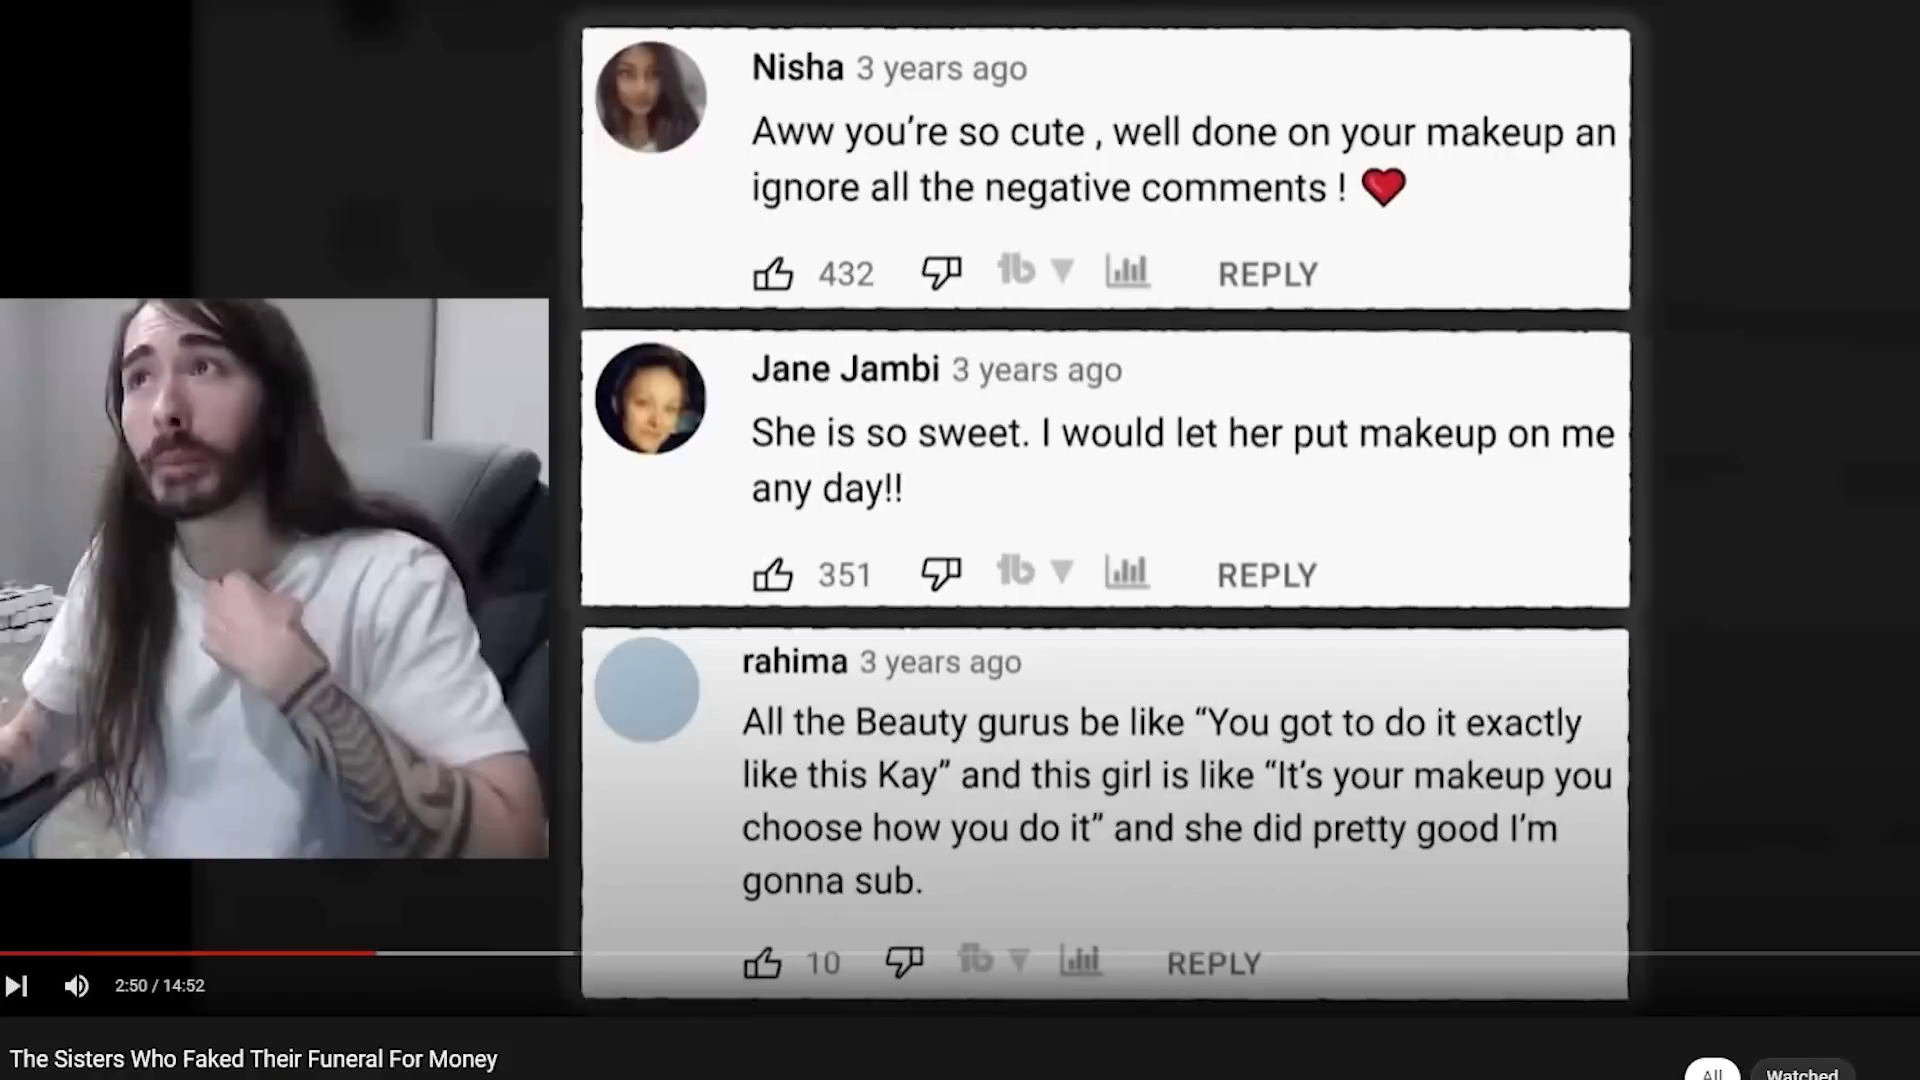 Nisha 3 years ago
Aww you’re so cute , well done on your makeup an
ignore all the negative comments ! ❤
432
REPLY
Jane Jambi 3 years ago
She is so sweet. I would let her put makeup on me
any day!!
351
REPLY
rahima 3 years ago
All the Beauty gurus be like “You got to do it exactly
like this Kay” and this girl is like “It’s your makeup you
choose how you do it” and she did pretty good I’m
gonna sub.
10
REPLY
2:50 / 14:52
The Sisters Who Faked Their Funeral For Money
All
Watched